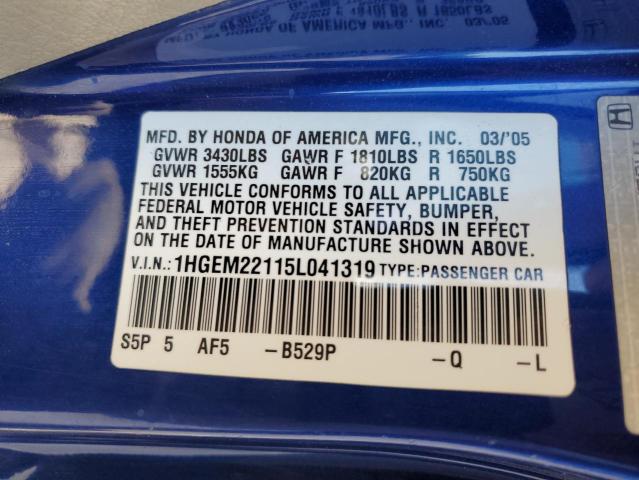 MFD. BY HONDA OF AMERICA MFG., INC. 03/'05
GVWR 3430LBS GAWR F 1810LBS R 1650LBS
GVWR 1555KG GAWR F 820KG R 750KG
THIS VEHICLE CONFORMS TO ALL APPLICABLE
FEDERAL MOTOR VEHICLE SAFETY, BUMPER,
AND THEFT PREVENTION STANDARDS IN EFFECT
ON THE DATE OF MANUFACTURE SHOWN ABOVE.
V.I.N.: 1HGEM22115L041319 TYPE: PASSENGER CAR
S5P 5 AF5 -B529P -Q -L